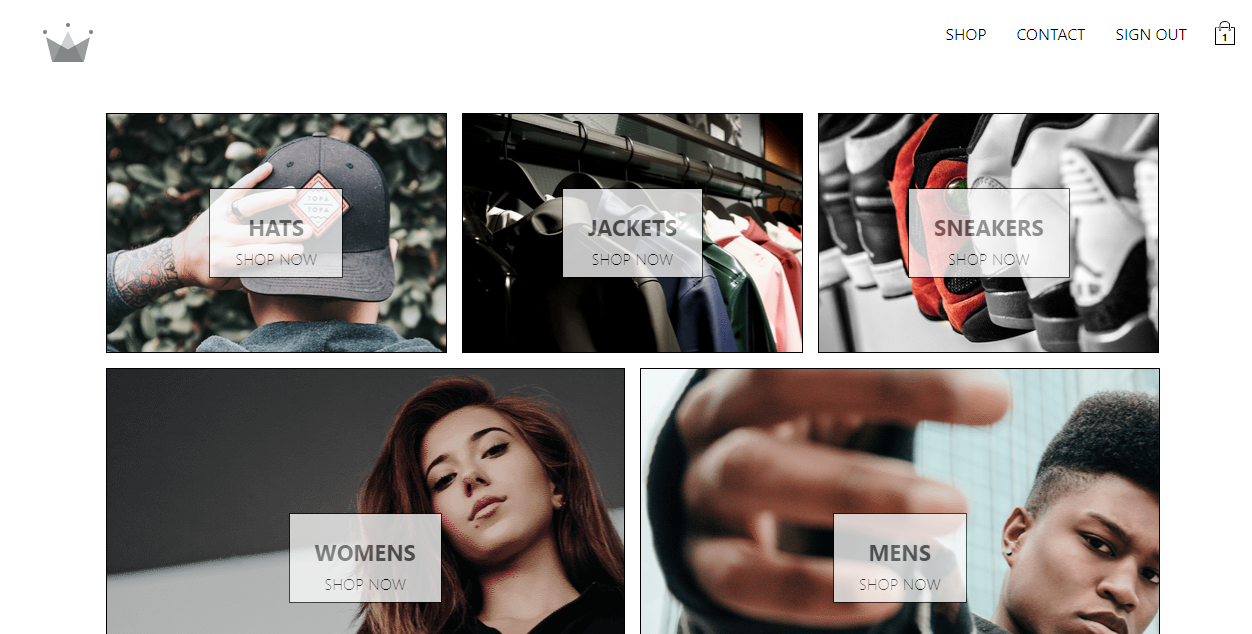 SHOP CONTACT SIGN OUT 1
TOPA
TOPA
HATS
SHOP NOW
JACKETS
SHOP NOW
SNEAKERS
SHOP NOW
WOMENS
SHOP NOW
MENS
SHOP NOW